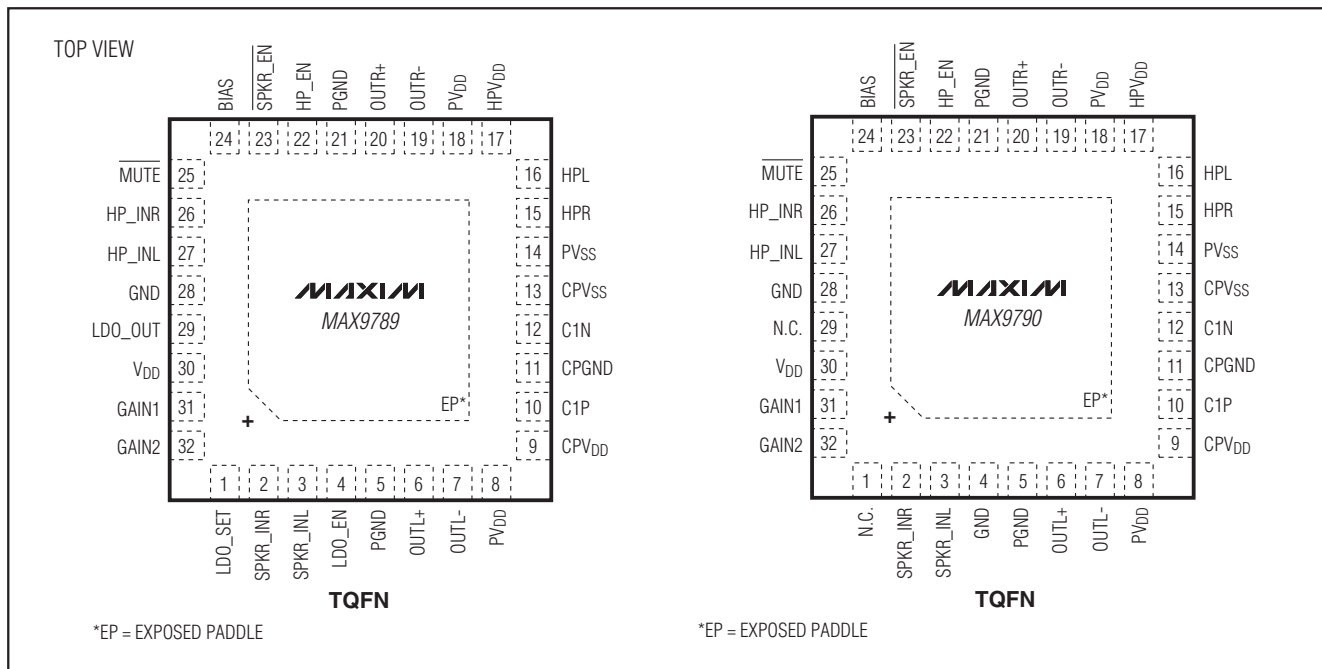 TOP VIEW
BIAS
SPKR_EN
HP_EN
PGND
OUTR+
OUTR-
PVDD
HPVDD
24 23 22 21 20 19 18 17
MUTE 25
HP_INR 26
HP_INL 27
GND 28
LDO_OUT 29
VDD 30
GAIN1 31
GAIN2 32
16 HPL
15 HPR
14 PVSS
13 CPVSS
12 C1N
11 CPGND
10 C1P
9 CPVDD
MAXIM
MAX9789
EP*
+
1 2 3 4 5 6 7 8
LDO_SET
SPKR_INR
SPKR_INL
LDO_EN
PGND
OUTL+
OUTL-
PVDD
TQFN
*EP = EXPOSED PADDLE
BIAS
SPKR_EN
HP_EN
PGND
OUTR+
OUTR-
PVDD
HPVDD
24 23 22 21 20 19 18 17
MUTE 25
HP_INR 26
HP_INL 27
GND 28
N.C. 29
VDD 30
GAIN1 31
GAIN2 32
16 HPL
15 HPR
14 PVSS
13 CPVSS
12 C1N
11 CPGND
10 C1P
9 CPVDD
MAXIM
MAX9790
EP*
+
1 2 3 4 5 6 7 8
N.C.
SPKR_INR
SPKR_INL
GND
PGND
OUTL+
OUTL-
PVDD
TQFN
*EP = EXPOSED PADDLE